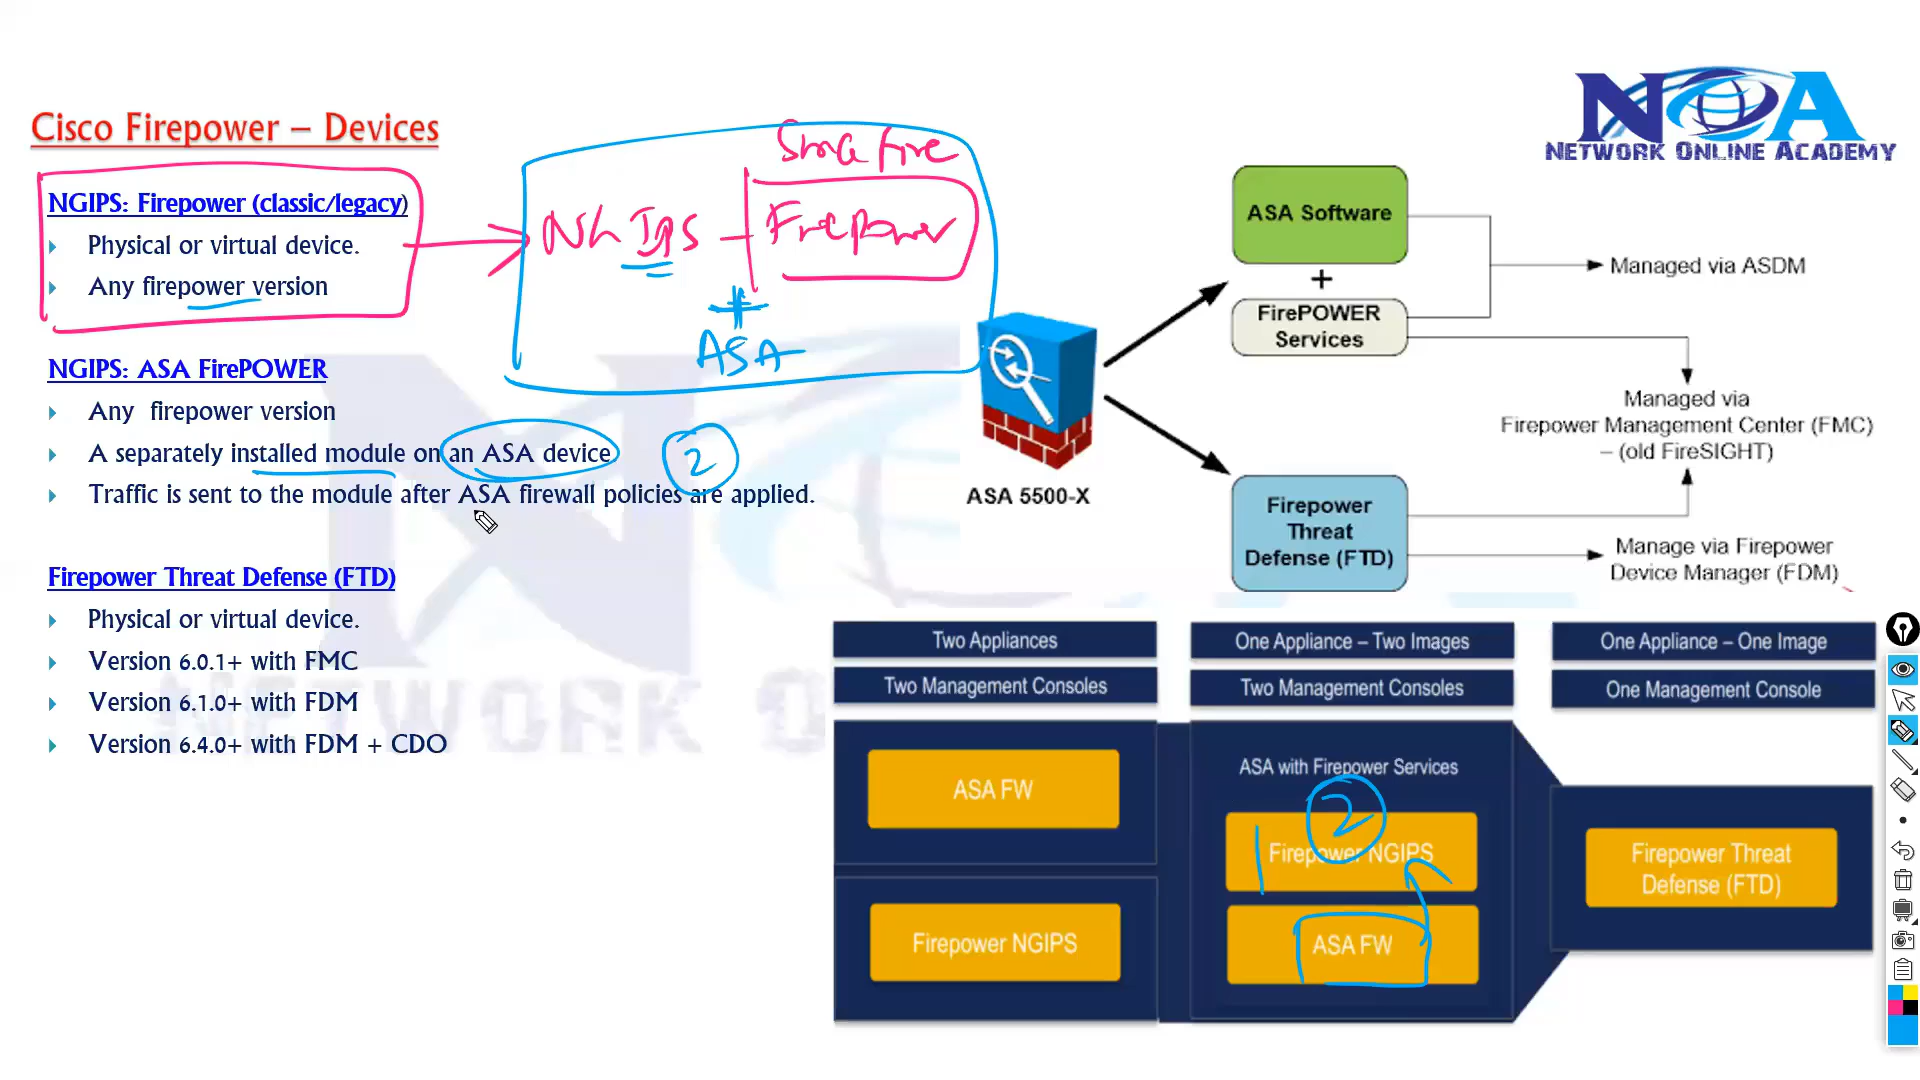 NOA
NETWORK ONLINE ACADEMY
Cisco Firepower – Devices
NGIPS: Firepower (classic/legacy)
Physical or virtual device.
Any firepower version
NGIPS: ASA FirePOWER
Any firepower version
A separately installed module on an ASA device
Traffic is sent to the module after ASA firewall policies are applied.
Firepower Threat Defense (FTD)
Physical or virtual device.
Version 6.0.1+ with FMC
Version 6.1.0+ with FDM
Version 6.4.0+ with FDM + CDO
Fire
IPS
Firepower
+
ASA
2
ASA 5500-X
ASA Software
+
FirePOWER
Services
Managed via ASDM
Managed via
Firepower Management Center (FMC)
– (old FireSIGHT)
Firepower
Threat
Defense (FTD)
Manage via Firepower
Device Manager (FDM)
Two Appliances
Two Management Consoles
ASA FW
Firepower NGIPS
One Appliance – Two Images
Two Management Consoles
ASA with Firepower Services
2
Firepower NGIPS
ASA FW
One Appliance – One Image
One Management Console
Firepower Threat
Defense (FTD)
NETWORK O